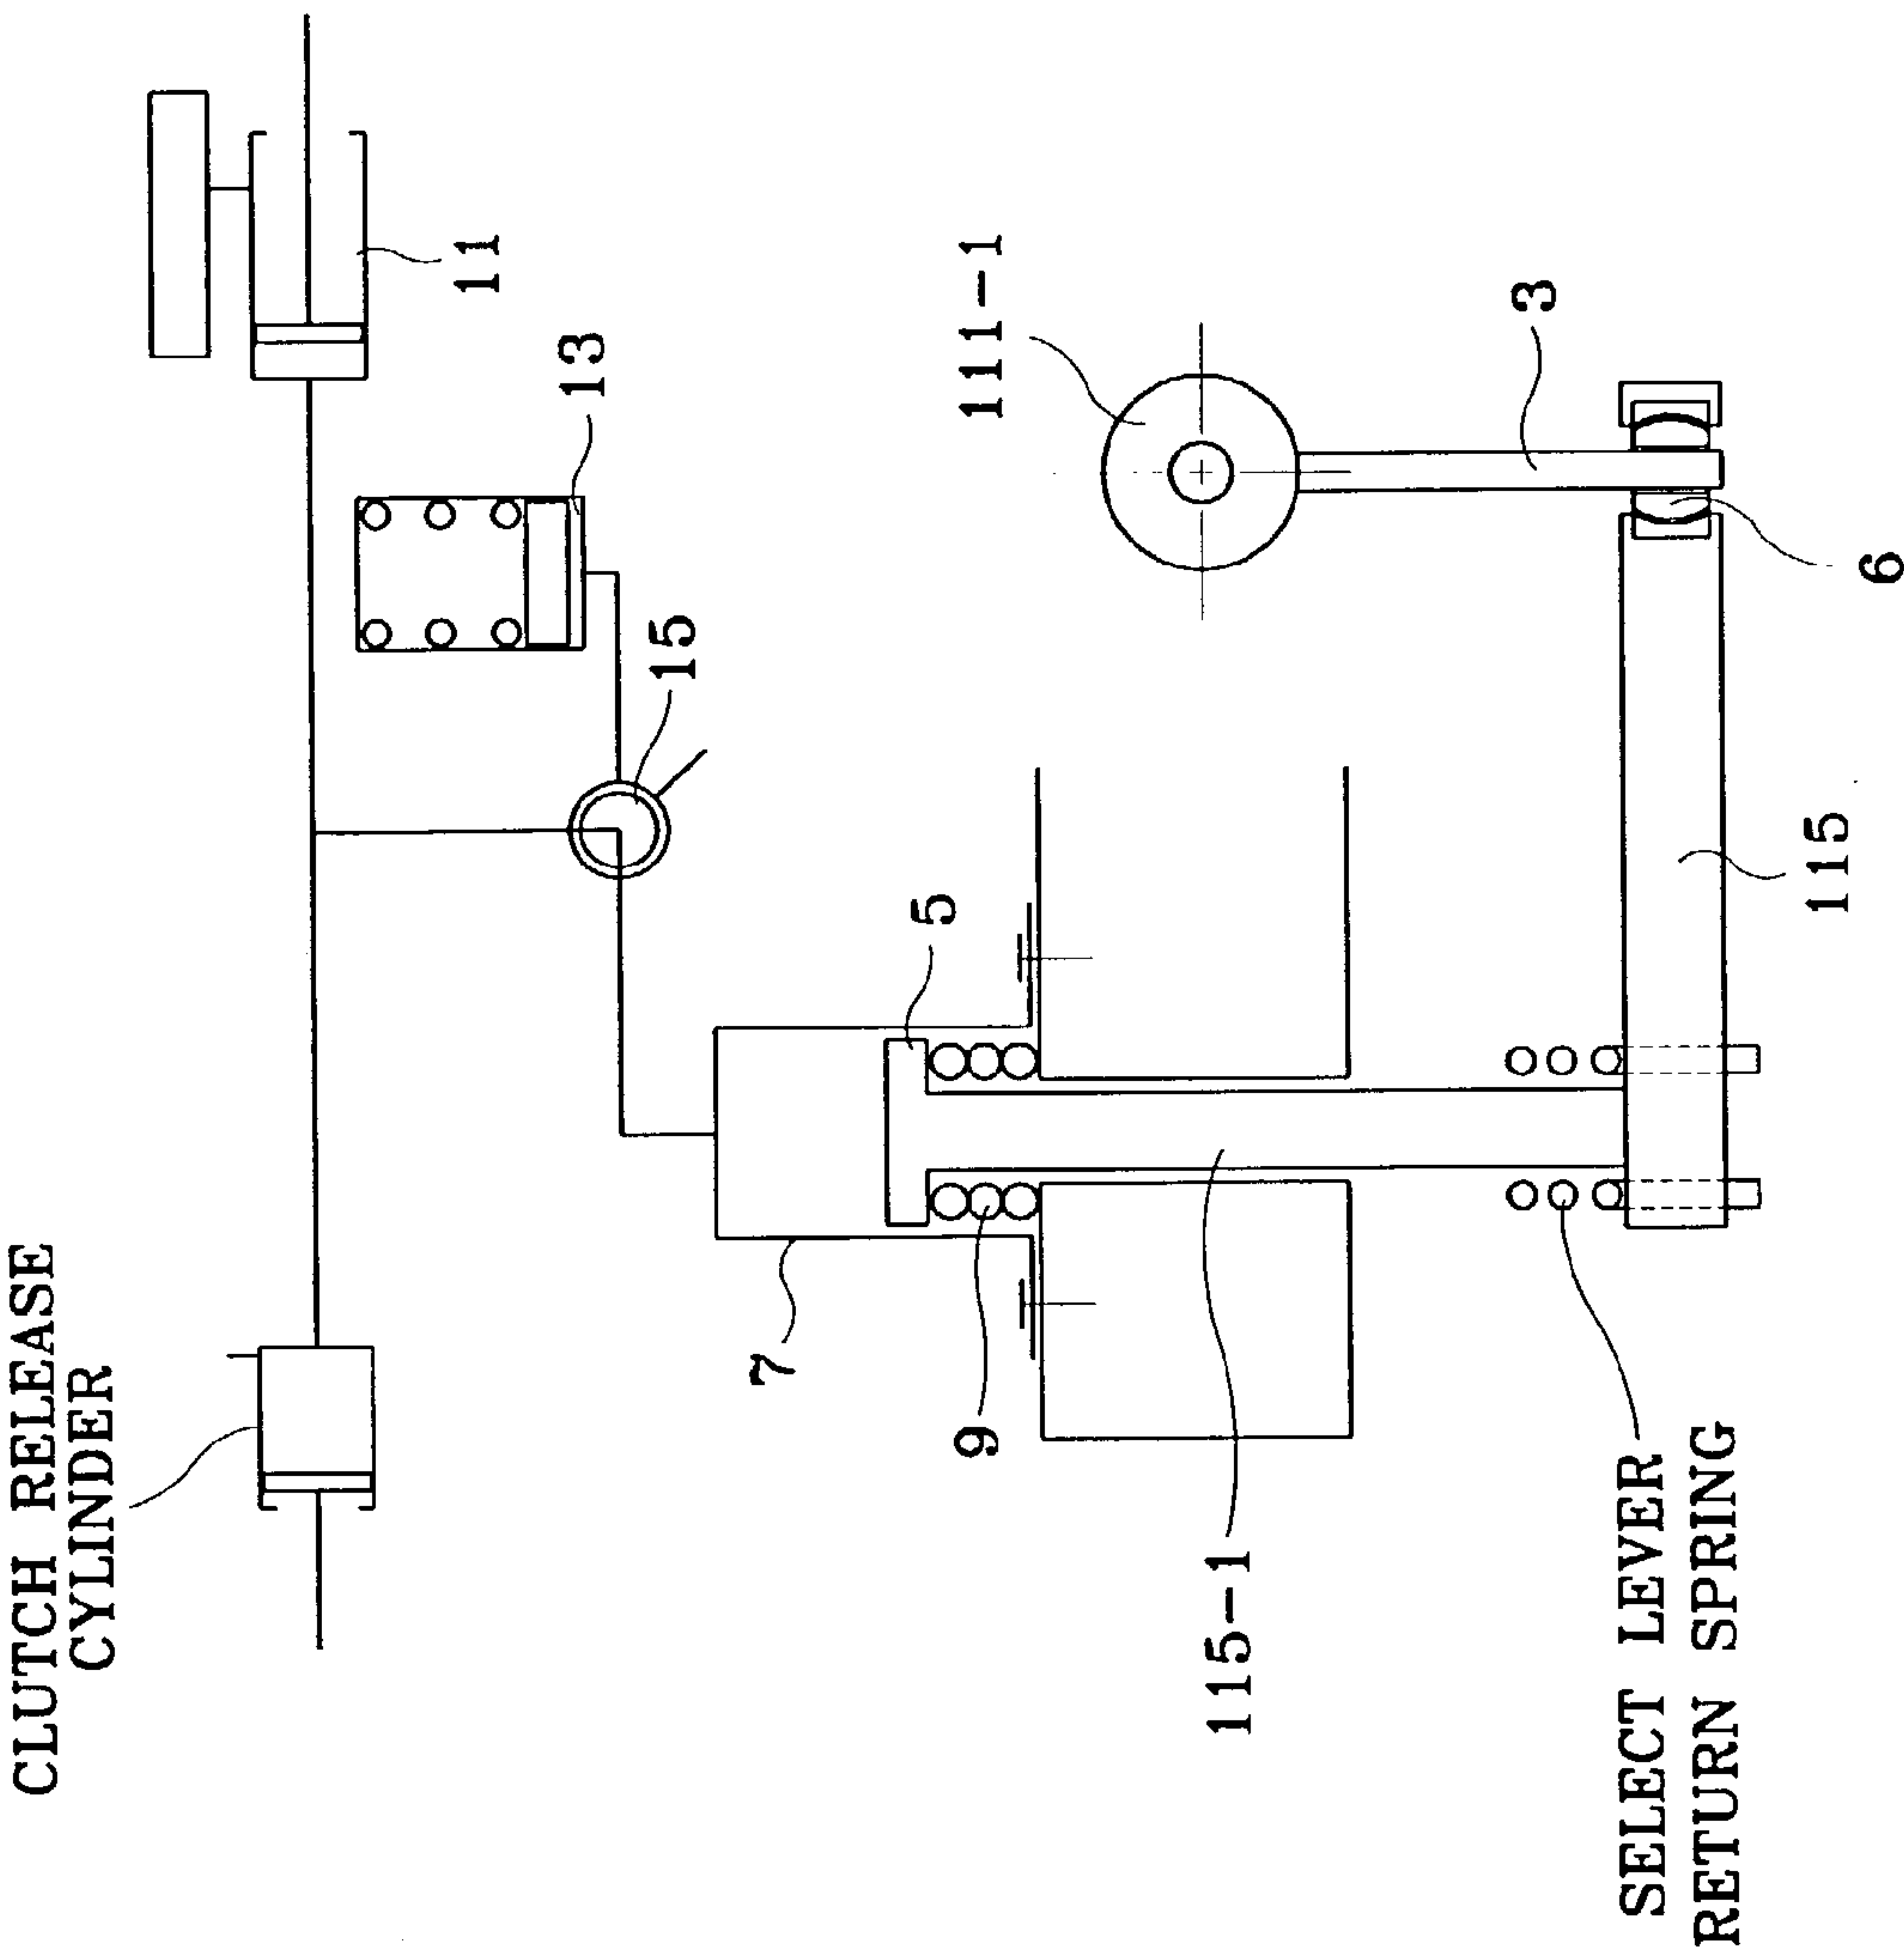 CLUTCH RELEASE
CYLINDER
11
13
15
111-1
3
6
5
115
7
9
115-1
SELECT LEVER
RETURN SPRING